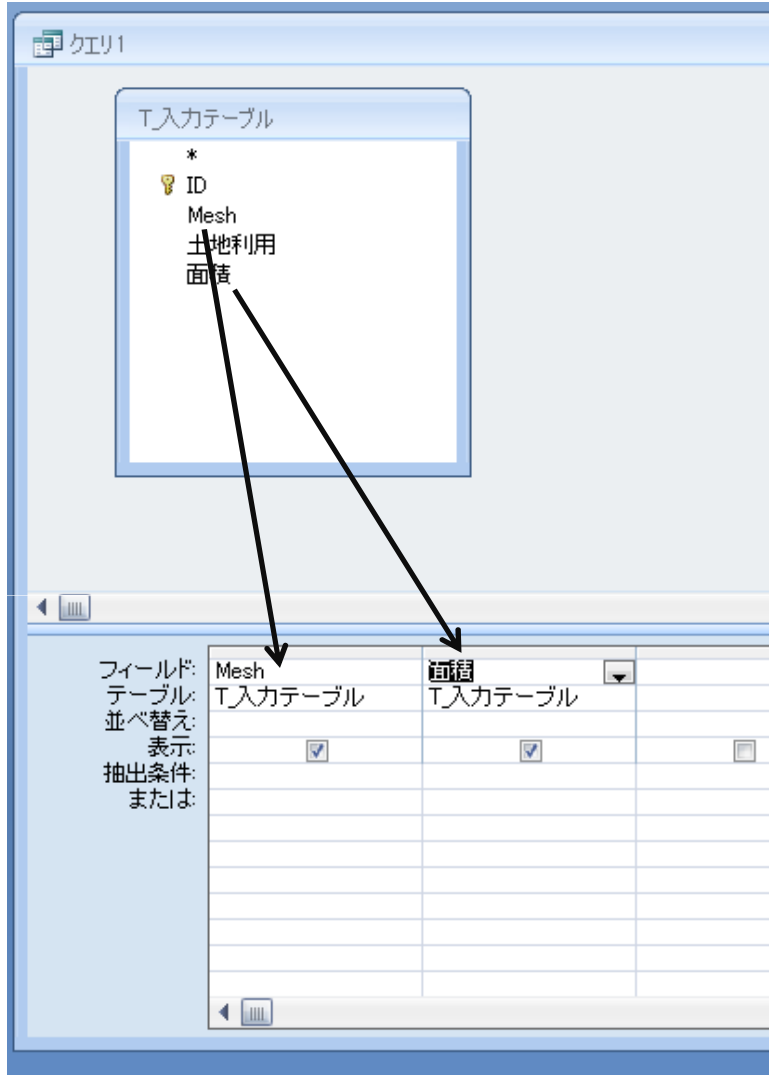 クエリ1
T_入力テーブル
*
ID
Mesh
土地利用
面積
フィールド: Mesh 面積
テーブル: T_入力テーブル T_入力テーブル
並べ替え:
表示:
抽出条件:
または: